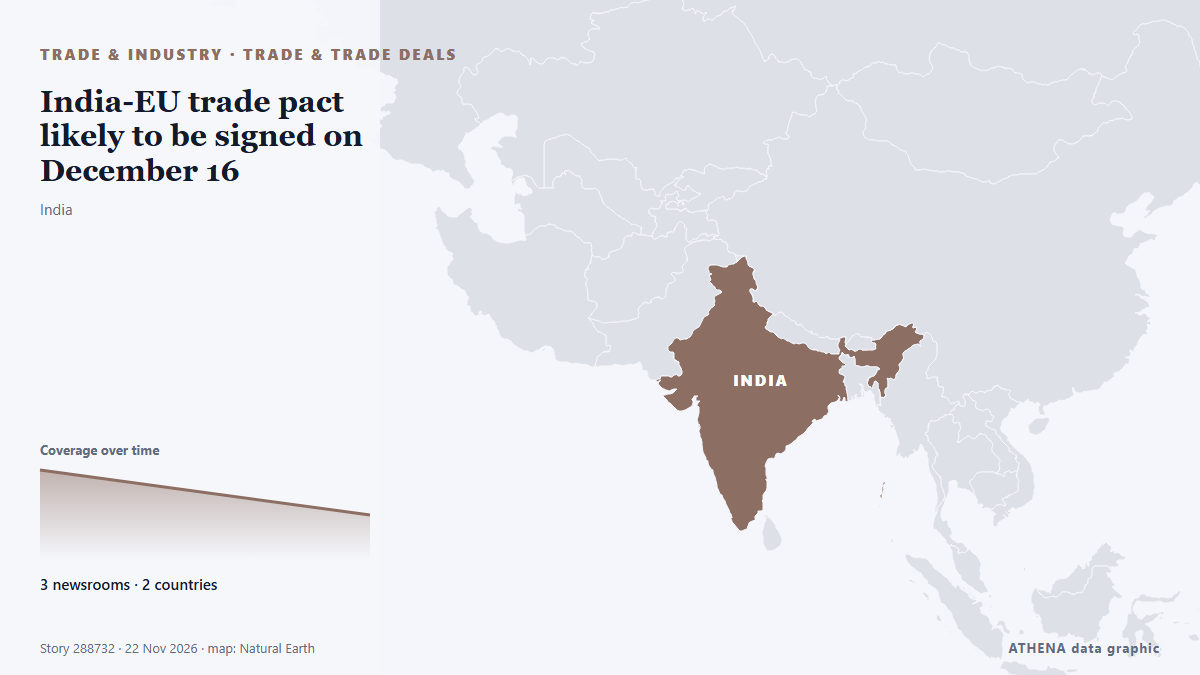 TRADE & INDUSTRY · TRADE & TRADE DEALS
India-EU trade pact
likely to be signed on
December 16
India
INDIA
Coverage over time
3 newsrooms · 2 countries
Story 288732 · 22 Nov 2026 · map: Natural Earth
ATHENA data graphic